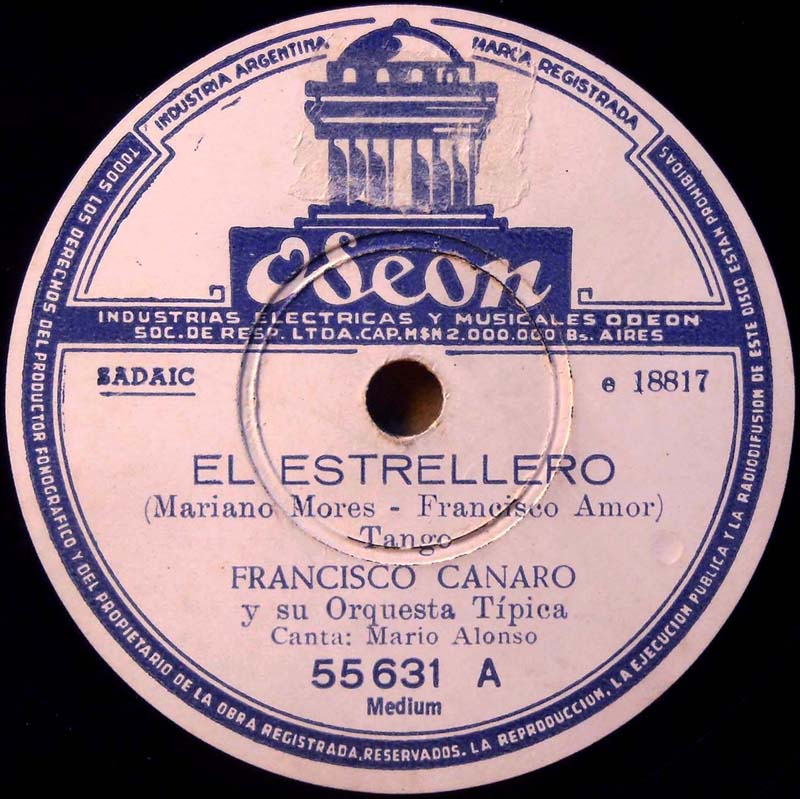 INDUSTRIA ARGENTINA
MARCA REGISTRADA
Odeon
INDUSTRIAS ELECTRICAS Y MUSICALES ODEON
SOC. DE RESP. LTDA. CAP. M$N 2.000.000 Bs. AIRES
SADAIC
e 18817
EL ESTRELLERO
(Mariano Mores - Francisco Amor)
Tango
FRANCISCO CANARO
y su Orquesta Típica
Canta: Mario Alonso
55631 A
Medium
TODOS LOS DERECHOS DEL PRODUCTOR FONOGRAFICO Y DEL PROPIETARIO DE LA OBRA REGISTRADA, RESERVADOS. LA REPRODUCCION, LA EJECUCION PUBLICA Y LA RADIODIFUSION DE ESTE DISCO ESTAN PROHIBIDAS